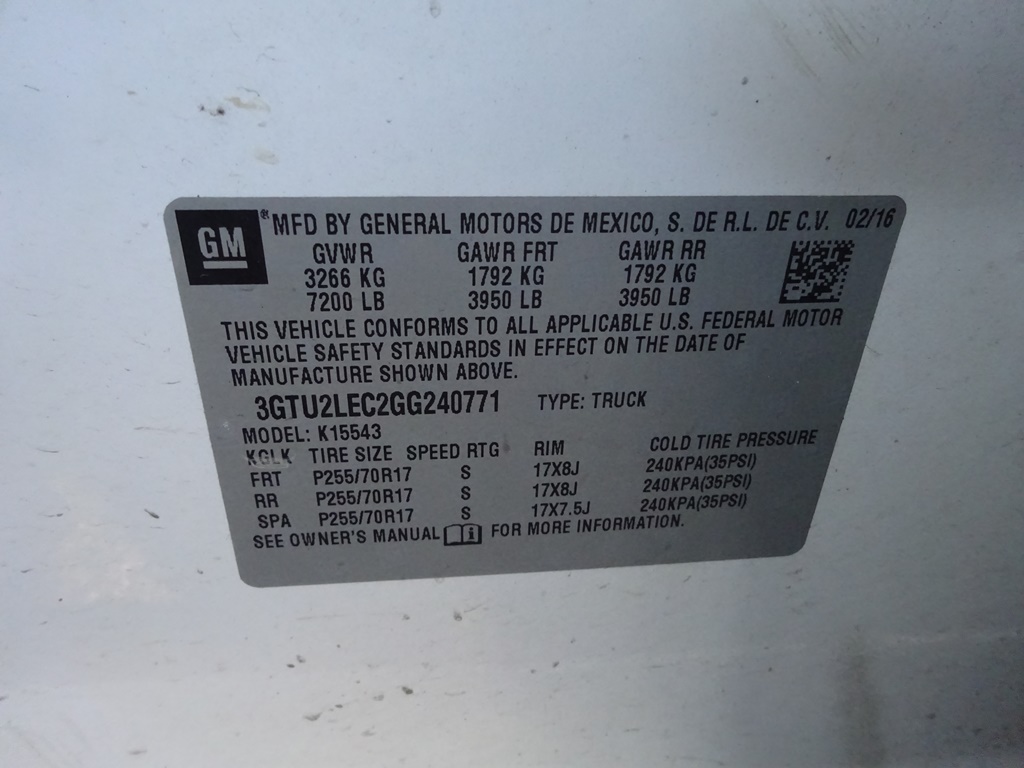 GM
® MFD BY GENERAL MOTORS DE MEXICO, S. DE R.L. DE C.V. 02/16
GVWR GAWR FRT GAWR RR
3266 KG 1792 KG 1792 KG
7200 LB 3950 LB 3950 LB
THIS VEHICLE CONFORMS TO ALL APPLICABLE U.S. FEDERAL MOTOR
VEHICLE SAFETY STANDARDS IN EFFECT ON THE DATE OF
MANUFACTURE SHOWN ABOVE.
3GTU2LEC2GG240771 TYPE: TRUCK
MODEL: K15543
KGLK TIRE SIZE SPEED RTG RIM COLD TIRE PRESSURE
FRT P255/70R17 S 17X8J 240KPA(35PSI)
RR P255/70R17 S 17X8J 240KPA(35PSI)
SPA P255/70R17 S 17X7.5J 240KPA(35PSI)
SEE OWNER'S MANUAL i FOR MORE INFORMATION.